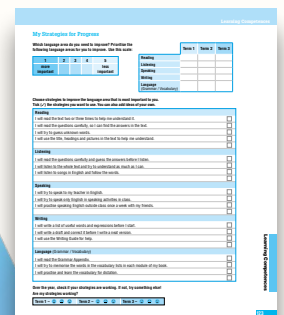 Learning Competences
My Strategies for Progress
Which language area do you need to improve? Prioritise the
following language areas for you to improve. Use this scale:
1 2 3 4 5
more important
less important
Term 1 Term 2 Term 3
Reading
Listening
Speaking
Writing
Language
(Grammar / Vocabulary)
Choose strategies to improve the language area that is most important to you.
Tick (✓) the strategies you want to use. You can also add ideas of your own.
Reading
I will read the text two or three times to help me understand it.
I will read the questions carefully, so I can find the answers in the text.
I will try to guess unknown words.
I will use the title, headings and pictures in the text to help me understand.
Listening
I will read the questions carefully and guess the answers before I listen.
I will listen to the whole text and try to understand as much as I can.
I will listen to songs in English and follow the words.
Speaking
I will try to speak to my teacher in English.
I will try to speak only English in speaking activities in class.
I will practise speaking English outside class once a week with my friends.
Writing
I will write a list of useful words and expressions before I start.
I will write a draft and correct it before I write a neat version.
I will use the Writing Guide for help.
Language (Grammar / Vocabulary)
I will read the Grammar Appendix.
I will try to memorise the words in the vocabulary lists in each module of my book.
I will practise and learn the vocabulary for dictation.
Over the year, check if your strategies are working. If not, try something else!
Are my strategies working?
Term 1 – Term 2 – Term 3 –
Learning Competences